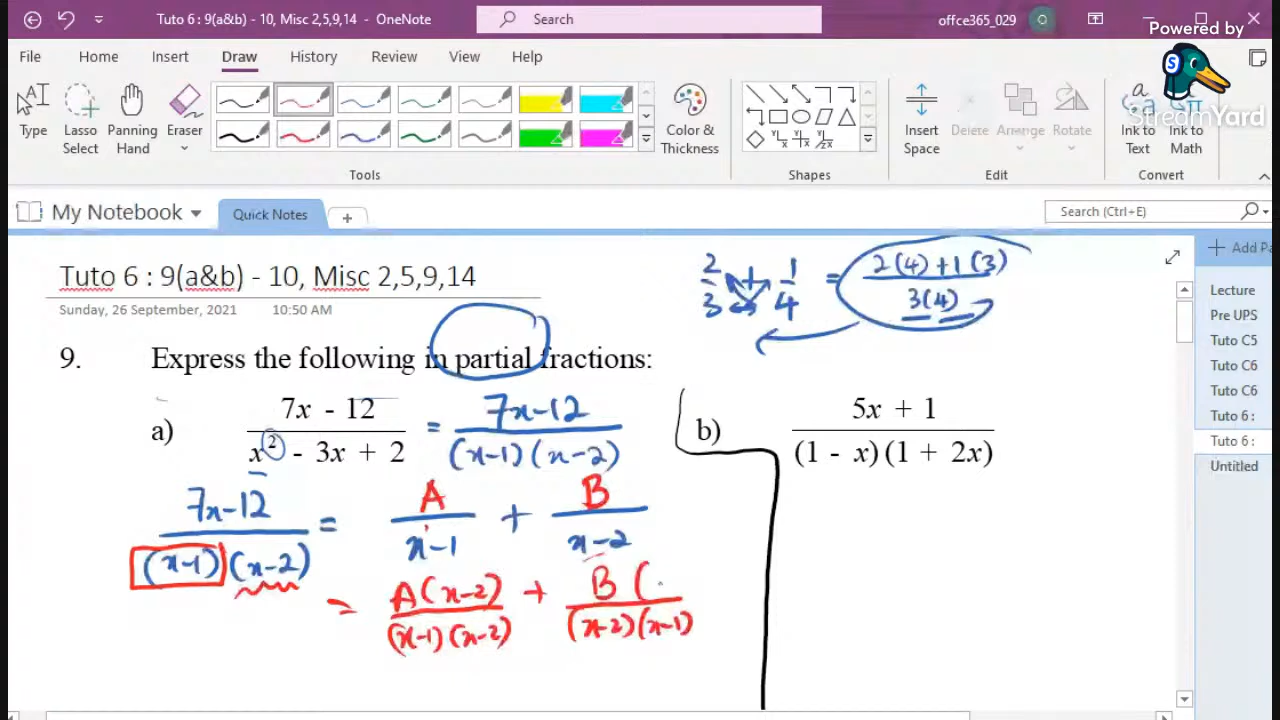 Tuto 6 : 9(a&b) - 10, Misc 2,5,9,14 - OneNote
Search
offce365_029
Powered by
StreamYard
File Home Insert Draw History Review View Help
Type
Lasso Select
Panning Hand
Eraser
Color & Thickness
Insert Space
Delete
Arrange
Rotate
Ink to Text
Ink to Math
Tools
Shapes
Edit
Convert
My Notebook
Quick Notes
Search (Ctrl+E)
Add Pa
Lecture
Pre UPS
Tuto C5
Tuto C6
Tuto C6
Tuto 6 :
Tuto 6 :
Untitled
Tuto 6 : 9(a&b) - 10, Misc 2,5,9,14
Sunday, 26 September, 2021 10:50 AM
2/3 + 1/4 = (2(4)+1(3))/(3(4))
9. Express the following in partial fractions:
a) (7x - 12)/(x² - 3x + 2) = (7x-12)/((x-1)(x-2))
b) (5x + 1)/((1 - x)(1 + 2x))
(7x-12)/((x-1)(x-2)) = A/(x-1) + B/(x-2)
= A(x-2)/((x-1)(x-2)) + B(/((x-2)(x-1))